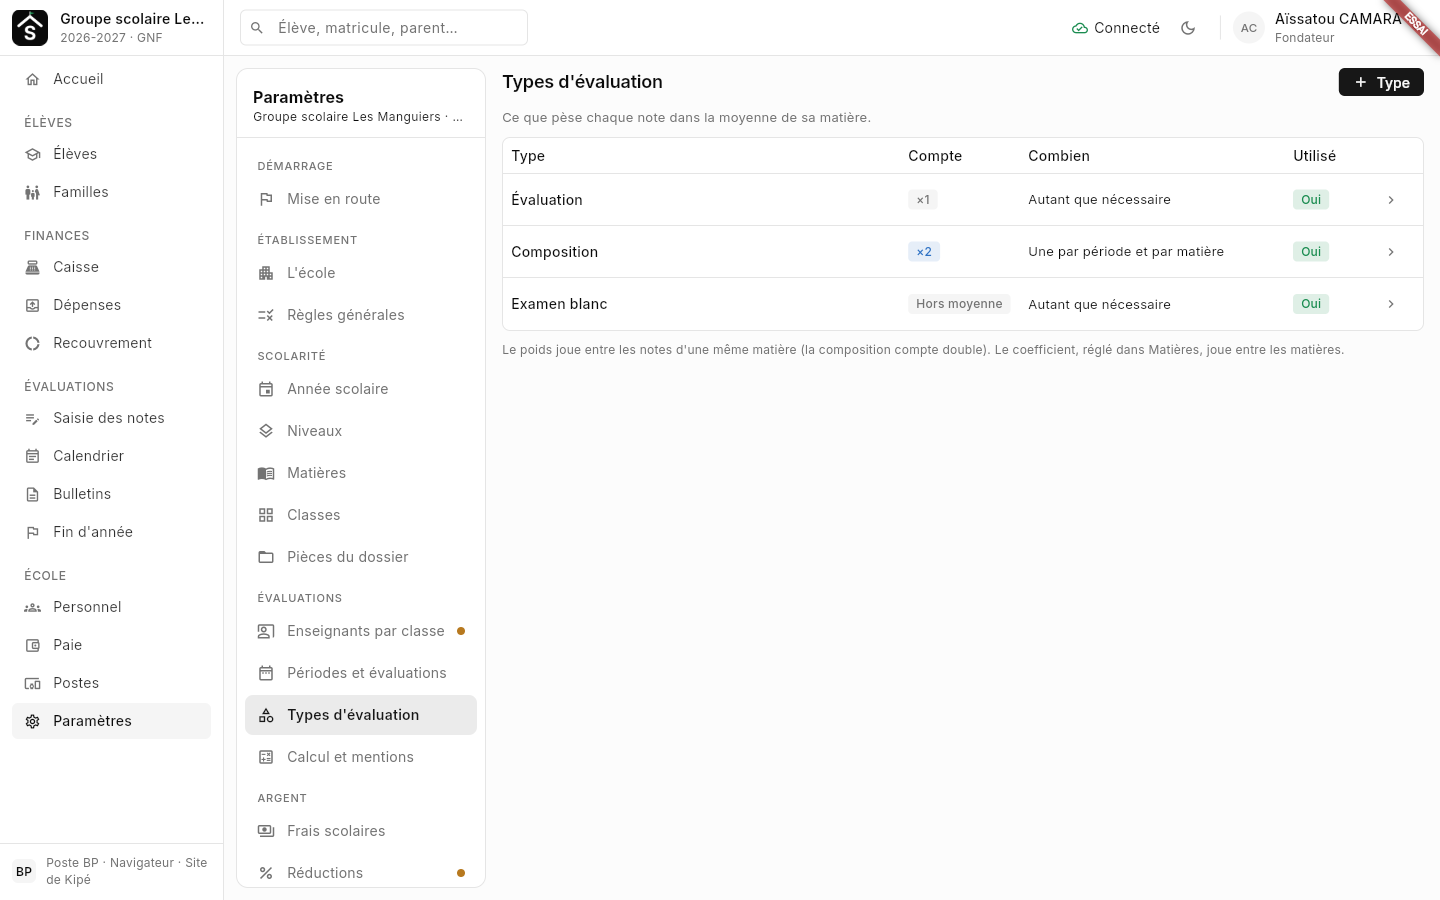 Groupe scolaire Le...
2026-2027 · GNF
Élève, matricule, parent...
Connecté
AC
Aïssatou CAMARA
Fondateur
ESSAI
Accueil
ÉLÈVES
Élèves
Familles
FINANCES
Caisse
Dépenses
Recouvrement
ÉVALUATIONS
Saisie des notes
Calendrier
Bulletins
Fin d'année
ÉCOLE
Personnel
Paie
Postes
Paramètres
BP
Poste BP · Navigateur · Site
de Kipé
Paramètres
Groupe scolaire Les Manguiers · ...
DÉMARRAGE
Mise en route
ÉTABLISSEMENT
L'école
Règles générales
SCOLARITÉ
Année scolaire
Niveaux
Matières
Classes
Pièces du dossier
ÉVALUATIONS
Enseignants par classe
Périodes et évaluations
Types d'évaluation
Calcul et mentions
ARGENT
Frais scolaires
Réductions
Types d'évaluation
+ Type
Ce que pèse chaque note dans la moyenne de sa matière.
Type Compte Combien Utilisé
Évaluation ×1 Autant que nécessaire Oui
Composition ×2 Une par période et par matière Oui
Examen blanc Hors moyenne Autant que nécessaire Oui
Le poids joue entre les notes d'une même matière (la composition compte double). Le coefficient, réglé dans Matières, joue entre les matières.